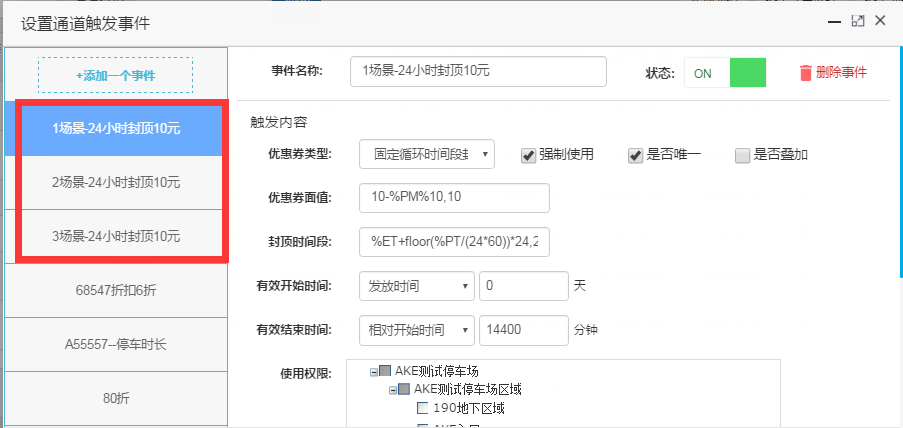 设置通道触发事件
+添加一个事件
1场景-24小时封顶10元
2场景-24小时封顶10元
3场景-24小时封顶10元
68547折扣6折
A55557--停车时长
80折
事件名称: 1场景-24小时封顶10元 状态: ON 删除事件
触发内容
优惠券类型: 固定循环时间段 强制使用 是否唯一 是否叠加
优惠券面值: 10-%PM%10,10
封顶时间段: %ET+floor(%PT/(24*60))*24,2
有效开始时间: 发放时间 0 天
有效结束时间: 相对开始时间 14400 分钟
使用权限: AKE测试停车场
AKE测试停车场区域
190地下区域